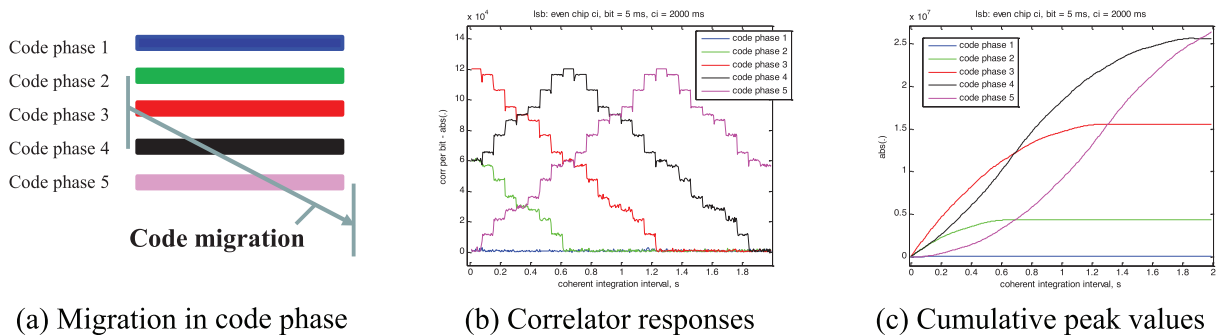 Code phase 1
Code phase 2
Code phase 3
Code phase 4
Code phase 5
Code migration
(a) Migration in code phase
x 10⁴
lsb: even chip ci, bit = 5 ms, ci = 2000 ms
code phase 1
code phase 2
code phase 3
code phase 4
code phase 5
corr per bit - abs(.)
14
12
10
8
6
4
2
0
0 0.2 0.4 0.6 0.8 1 1.2 1.4 1.6 1.8
coherent integration interval, s
(b) Correlator responses
x 10⁷
lsb: even chip ci, bit = 5 ms, ci = 2000 ms
code phase 1
code phase 2
code phase 3
code phase 4
code phase 5
abs(.)
2.5
2
1.5
1
0.5
0
0 0.2 0.4 0.6 0.8 1 1.2 1.4 1.6 1.8 2
coherent integration interval, s
(c) Cumulative peak values